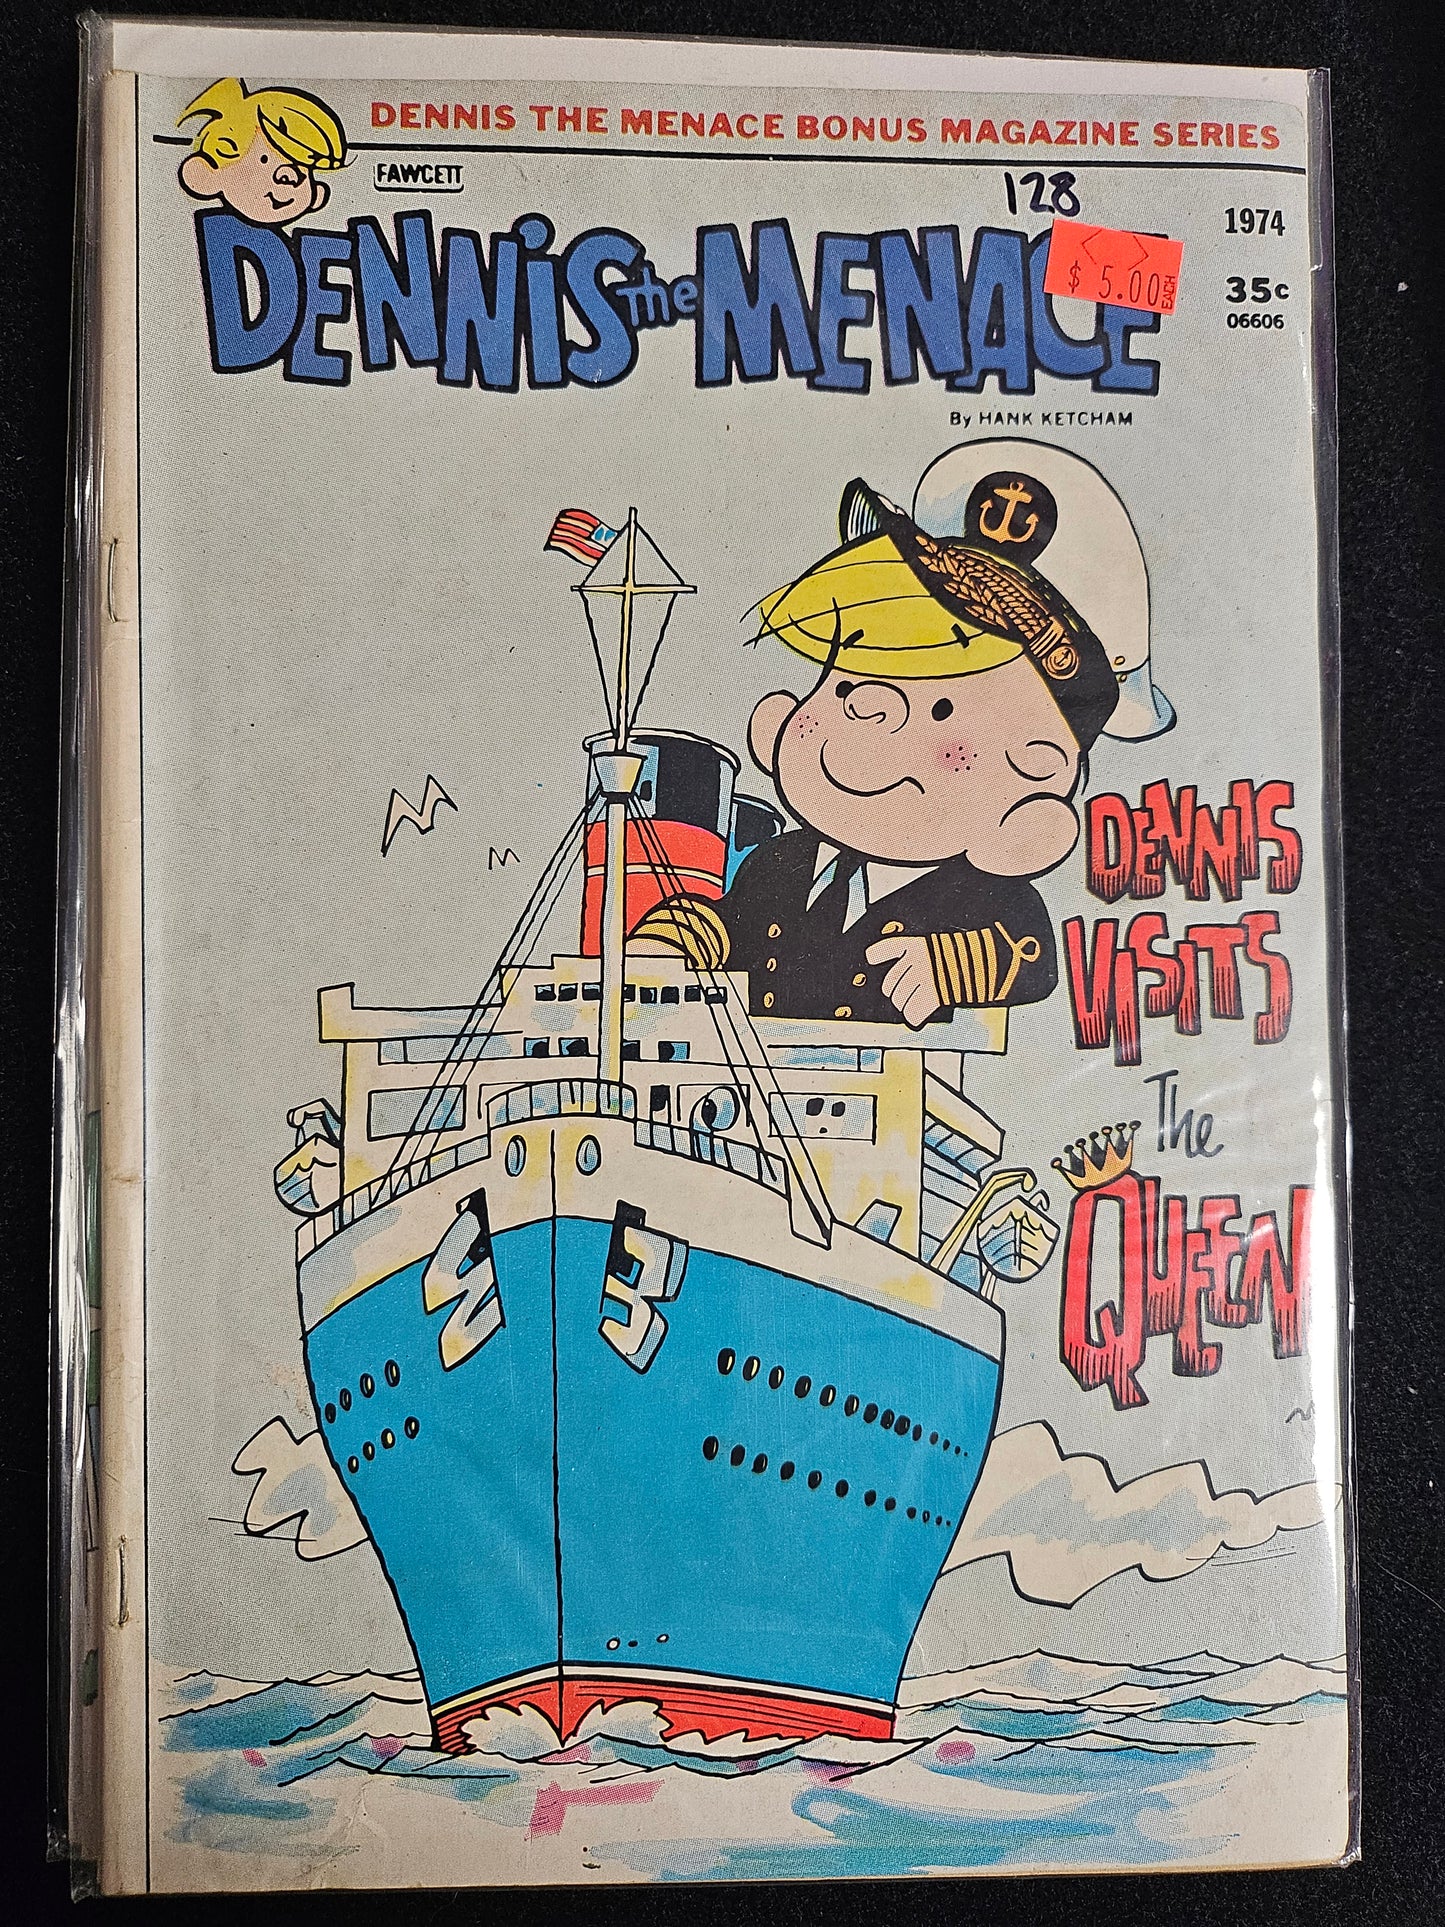 DENNIS THE MENACE BONUS MAGAZINE SERIES
FAWCETT
128
1974
DENNiS the MENACE
$ 5.00 EACH
35c
06606
By HANK KETCHAM
DENNIS
VISITS
The
QUEEN